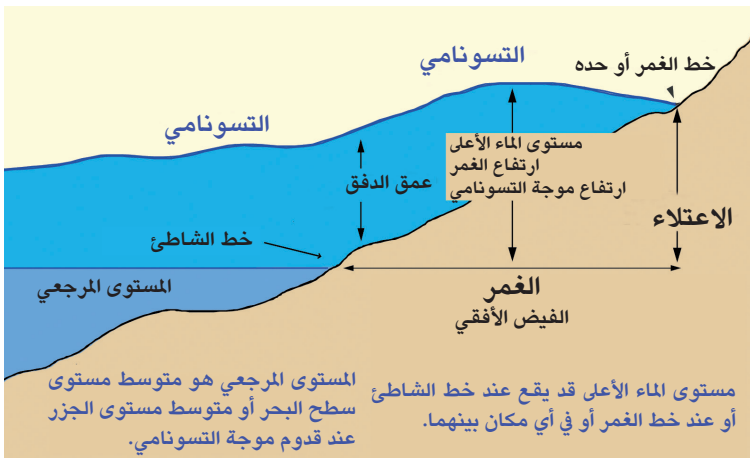 التسونامي
خط الغمر أو حده
التسونامي
مستوى الماء الأعلى
ارتفاع الغمر
ارتفاع موجة التسونامي
عمق الدفق
الاعتلاء
خط الشاطئ
المستوى المرجعي
الغمر
الفيض الأفقي
مستوى الماء الأعلى قد يقع عند خط الشاطئ
أو عند خط الغمر أو في أي مكان بينهما.
المستوى المرجعي هو متوسط مستوى
سطح البحر أو متوسط مستوى الجزر
عند قدوم موجة التسونامي.